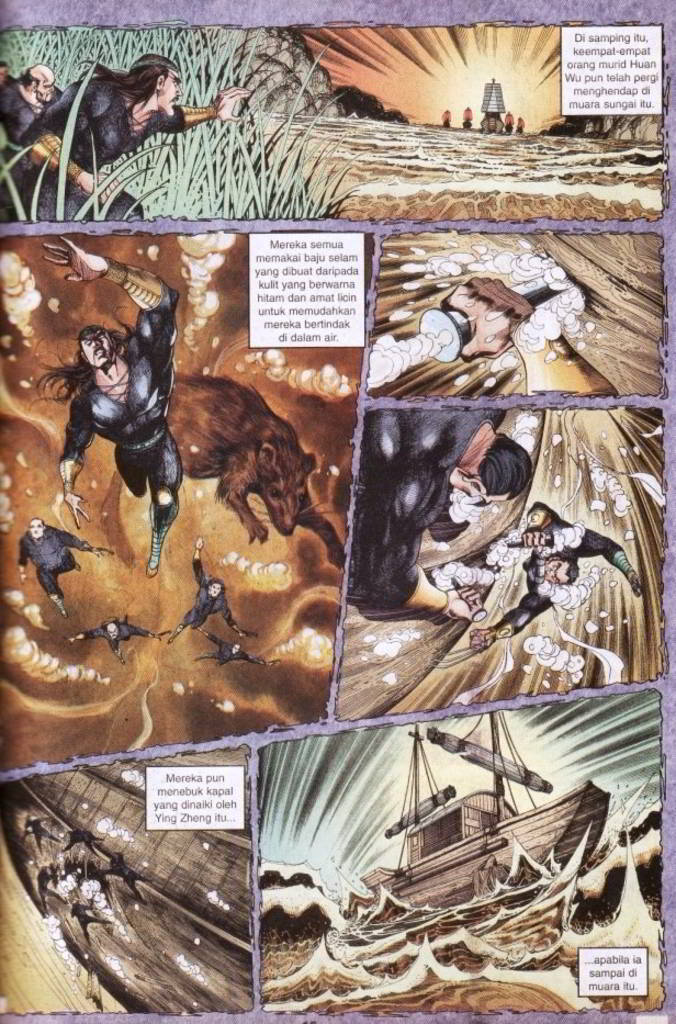 Di samping itu,
keempat-empat
orang murid Huan
Wu pun telah pergi
menghendap di
muara sungai itu.
Mereka semua
memakai baju selam
yang dibuat daripada
kulit yang berwarna
hitam dan amat licin
untuk memudahkan
mereka bertindak
di dalam air.
Mereka pun
menebuk kapal
yang dinaiki oleh
Ying Zheng itu...
...apabila ia
sampai di
muara itu.